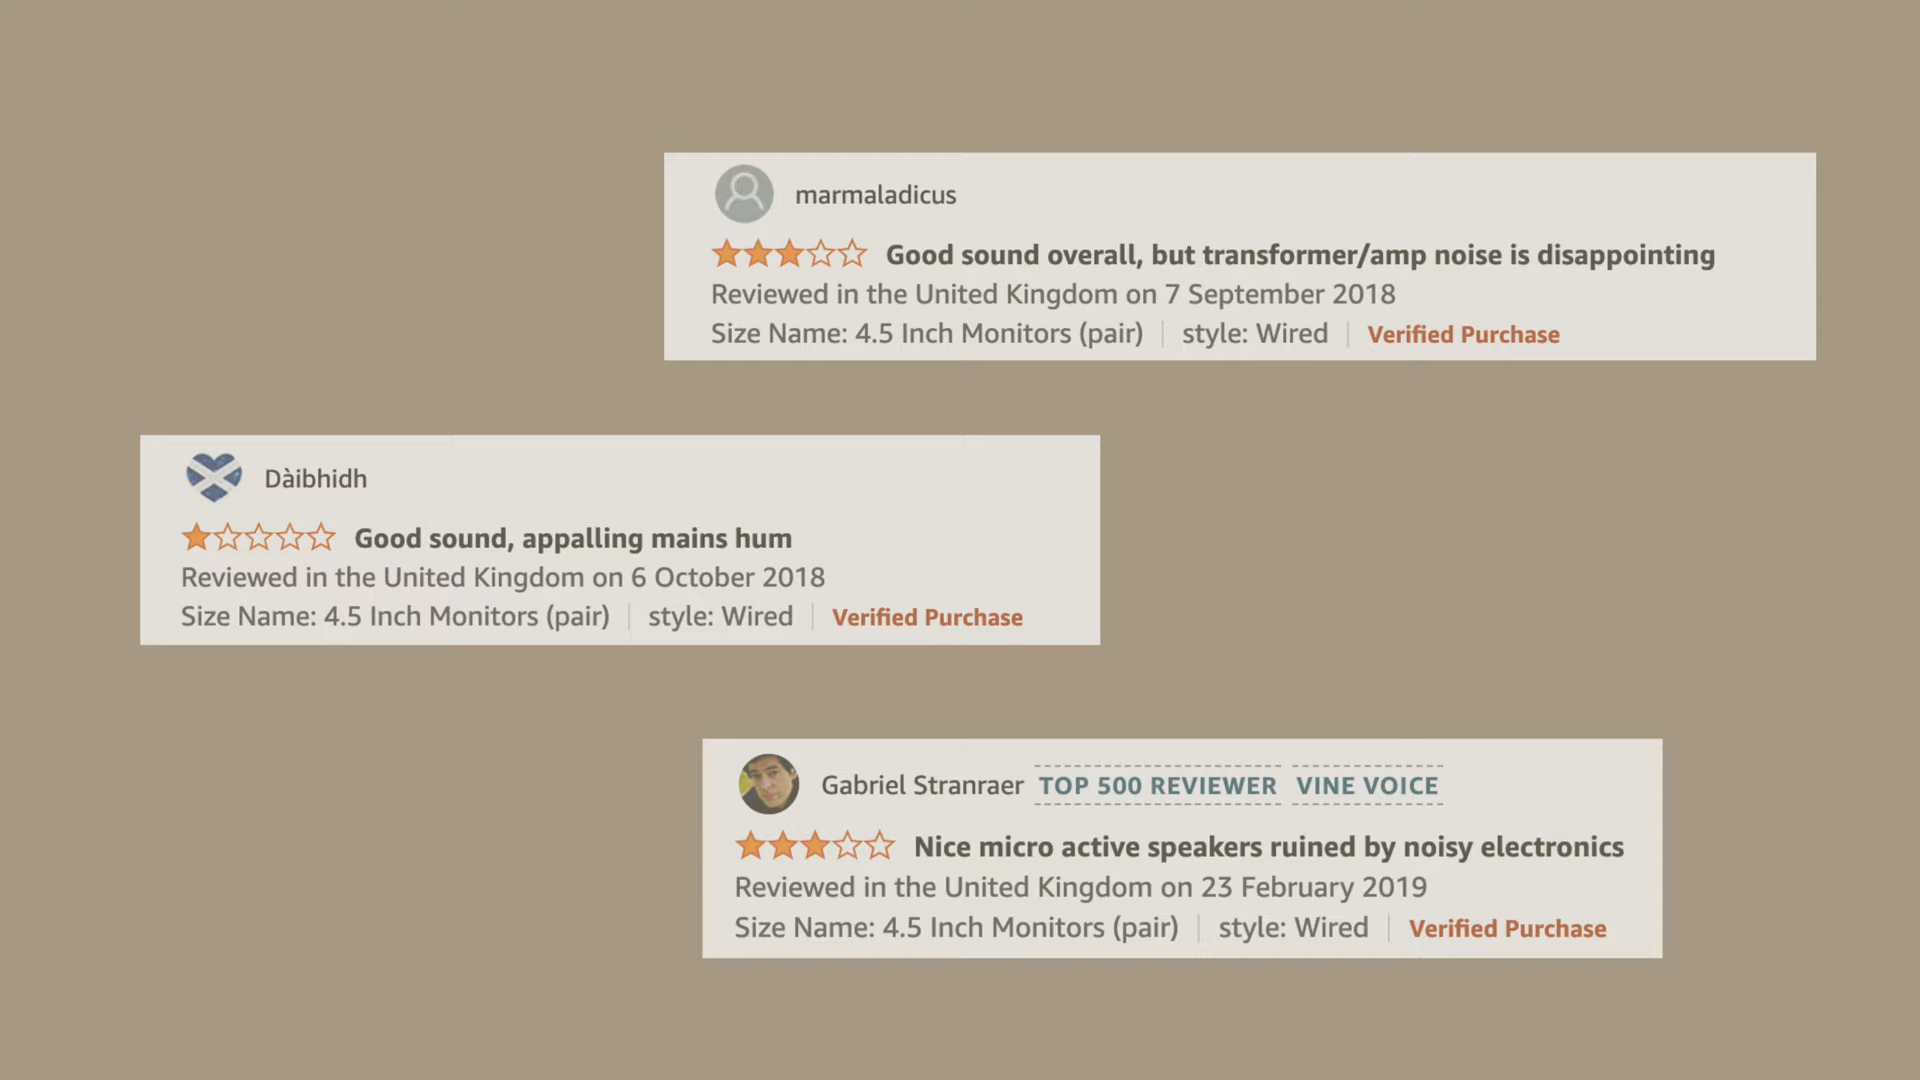 marmaladicus
Good sound overall, but transformer/amp noise is disappointing
Reviewed in the United Kingdom on 7 September 2018
Size Name: 4.5 Inch Monitors (pair) style: Wired Verified Purchase
Dàibhidh
Good sound, appalling mains hum
Reviewed in the United Kingdom on 6 October 2018
Size Name: 4.5 Inch Monitors (pair) style: Wired Verified Purchase
Gabriel Stranraer TOP 500 REVIEWER VINE VOICE
Nice micro active speakers ruined by noisy electronics
Reviewed in the United Kingdom on 23 February 2019
Size Name: 4.5 Inch Monitors (pair) style: Wired Verified Purchase